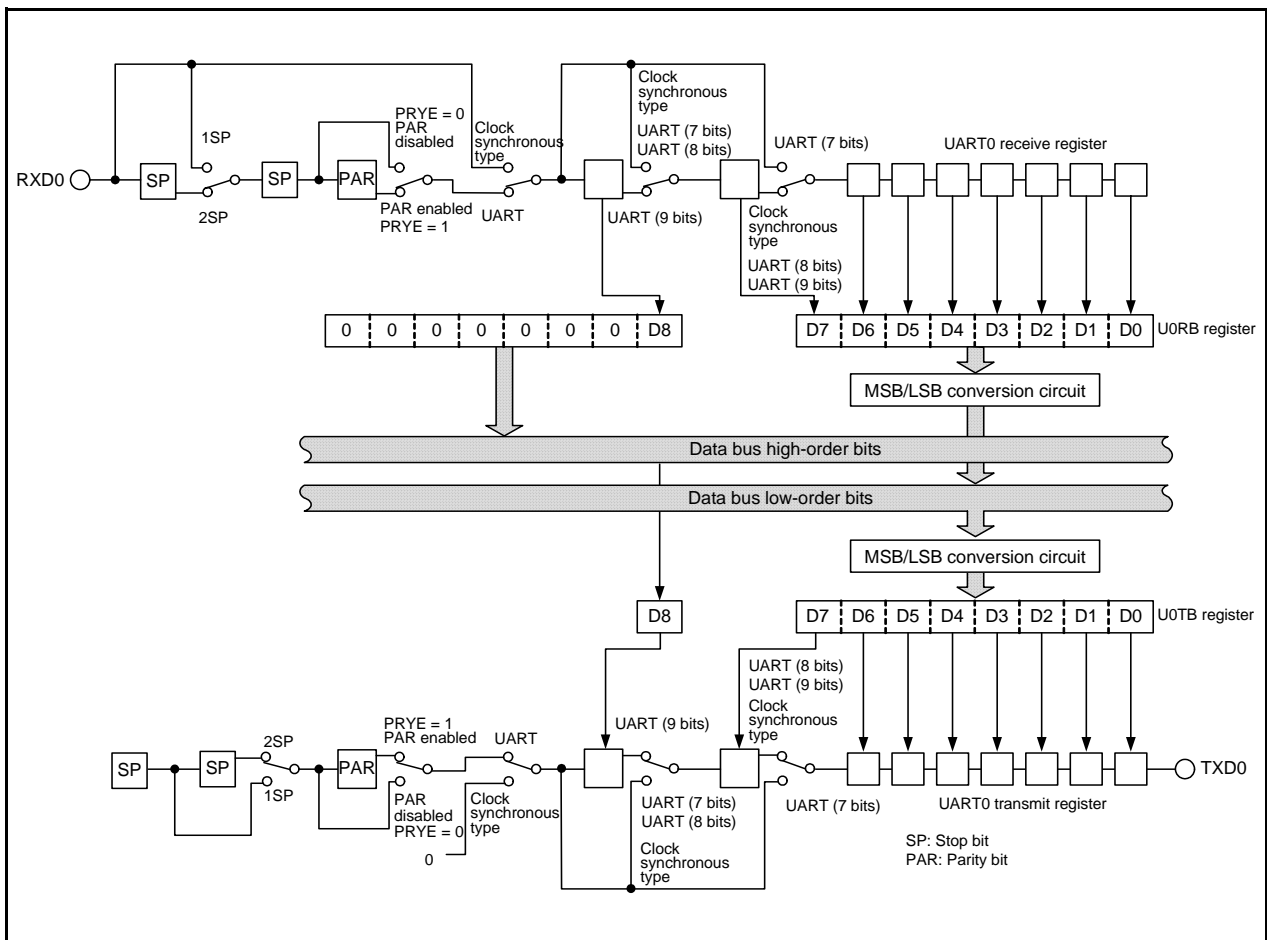 Clock
synchronous
type
PRYE = 0
PAR
disabled
Clock
synchronous
type
UART (7 bits)
UART (8 bits)
UART (7 bits)
UART0 receive register
1SP
RXD0
SP
SP
PAR
2SP
PAR enabled
PRYE = 1
UART
UART (9 bits)
Clock
synchronous
type
UART (8 bits)
UART (9 bits)
0 0 0 0 0 0 0 D8
D7 D6 D5 D4 D3 D2 D1 D0
U0RB register
MSB/LSB conversion circuit
Data bus high-order bits
Data bus low-order bits
MSB/LSB conversion circuit
D8
D7 D6 D5 D4 D3 D2 D1 D0
U0TB register
UART (8 bits)
UART (9 bits)
Clock
synchronous
type
UART (9 bits)
PRYE = 1
PAR enabled
UART
2SP
SP
SP
PAR
TXD0
1SP
PAR
disabled
PRYE = 0
0
Clock
synchronous
type
UART (7 bits)
UART (8 bits)
Clock
synchronous
type
UART (7 bits)
UART0 transmit register
SP: Stop bit
PAR: Parity bit